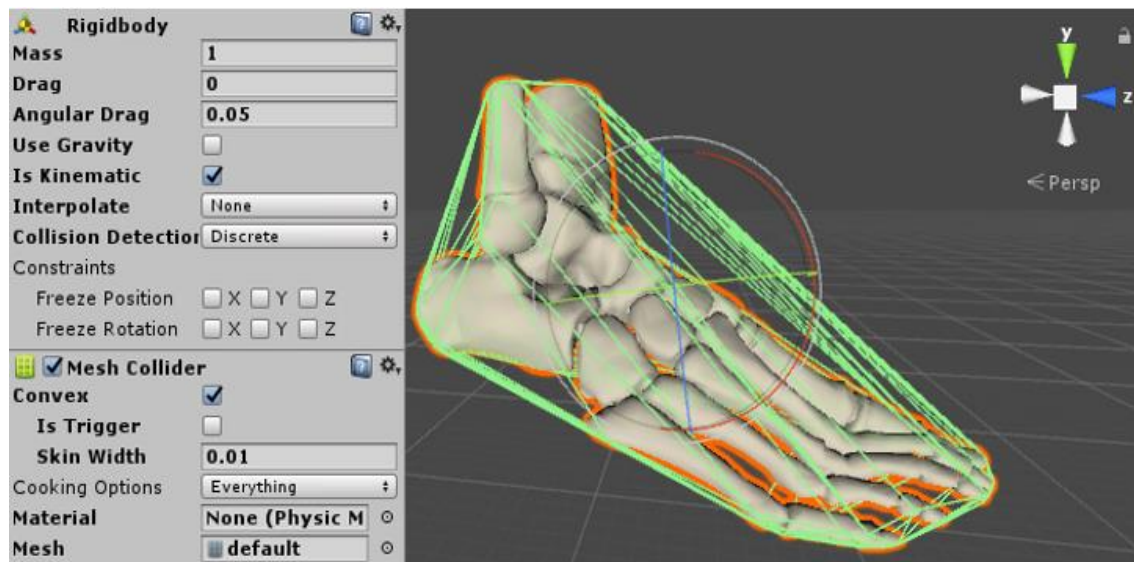 Rigidbody
Mass 1
Drag 0
Angular Drag 0.05
Use Gravity
Is Kinematic
Interpolate None
Collision Detection Discrete
Constraints
Freeze Position X Y Z
Freeze Rotation X Y Z
Mesh Collider
Convex
Is Trigger
Skin Width 0.01
Cooking Options Everything
Material None (Physic M
Mesh default
y
z
Persp